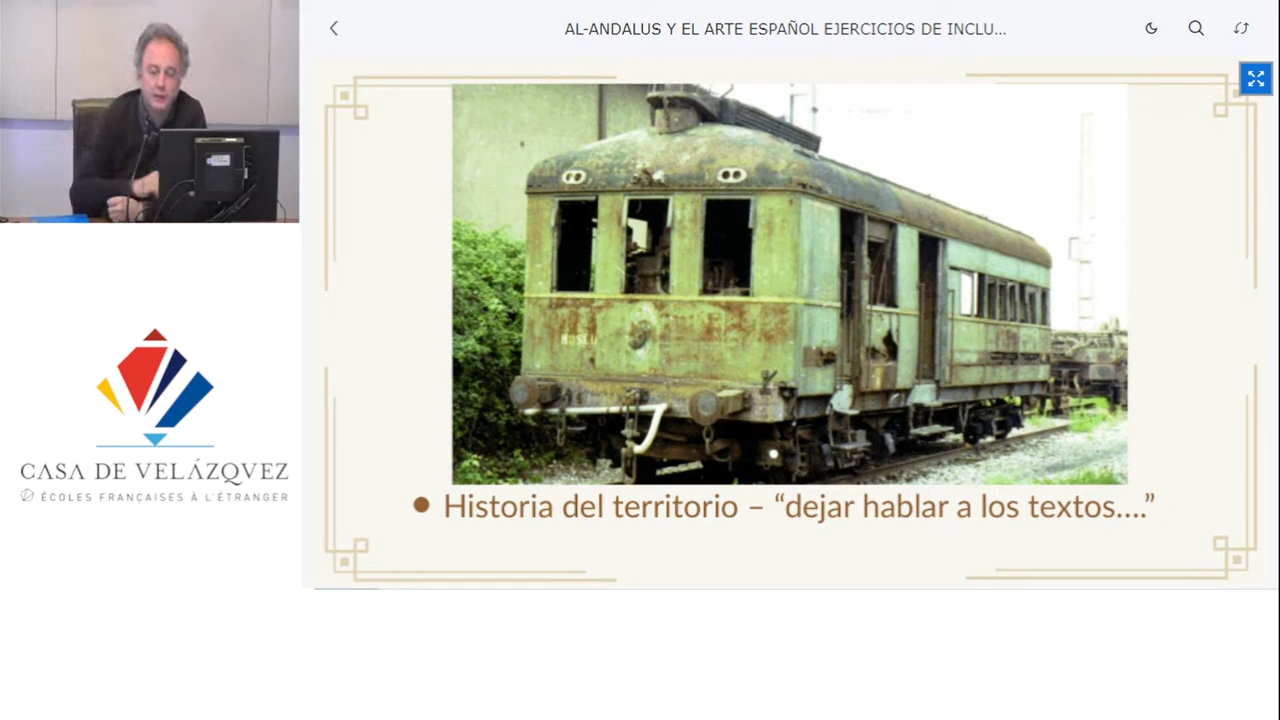 AL-ANDALUS Y EL ARTE ESPAÑOL EJERCICIOS DE INCLU...
Historia del territorio – “dejar hablar a los textos....”
CASA DE VELÁZQVEZ
ÉCOLES FRANÇAISES À L'ÉTRANGER